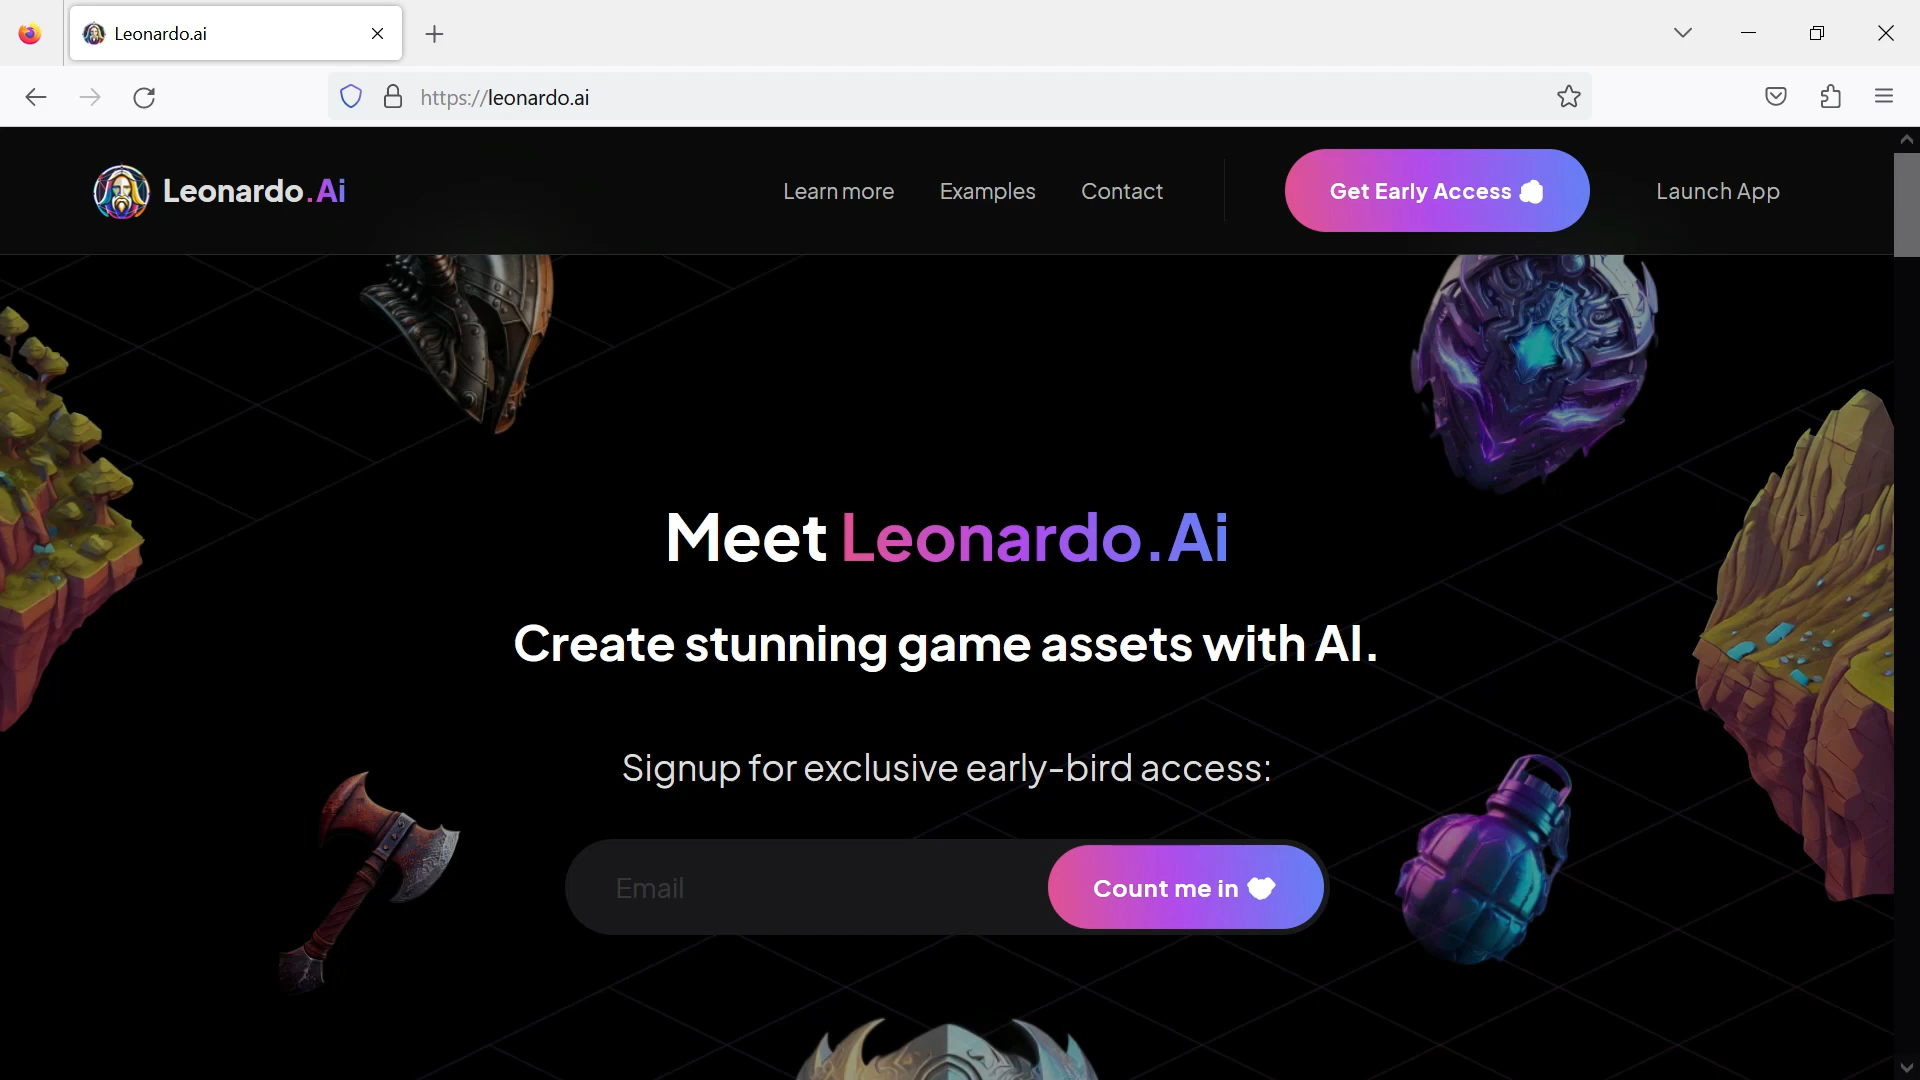 Leonardo.ai
https://leonardo.ai
Leonardo.Ai
Learn more
Examples
Contact
Get Early Access
Launch App
Meet Leonardo.Ai
Create stunning game assets with AI.
Signup for exclusive early-bird access:
Email
Count me in